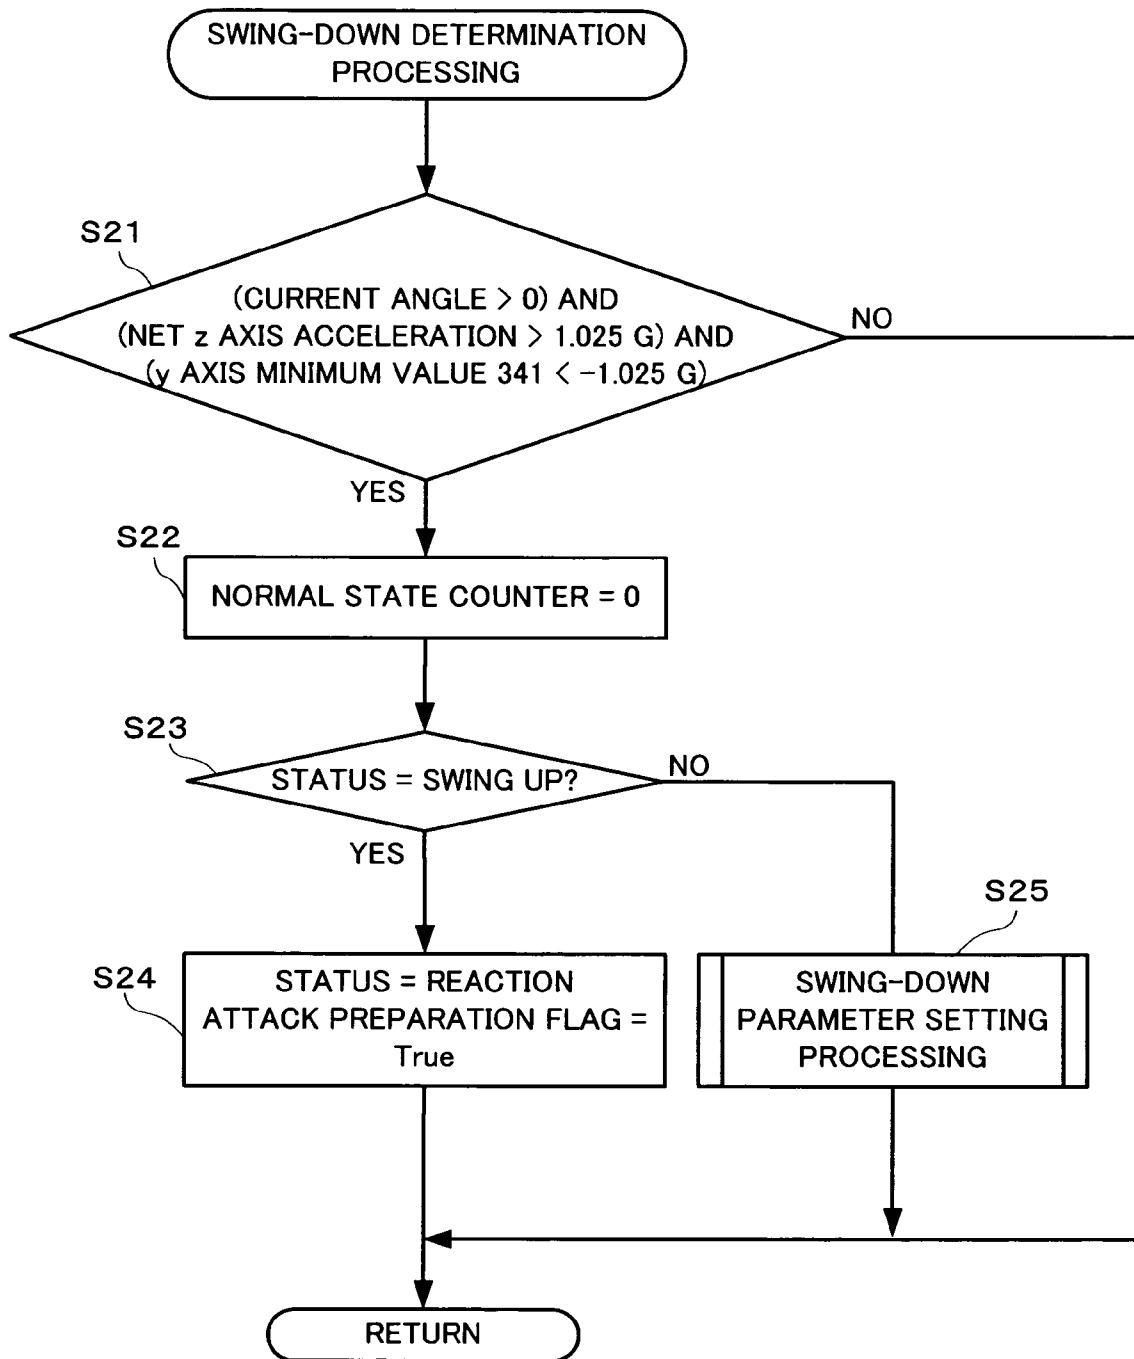 SWING-DOWN DETERMINATION
PROCESSING
S21
(CURRENT ANGLE > 0) AND
(NET z AXIS ACCELERATION > 1.025 G) AND
(y AXIS MINIMUM VALUE 341 < -1.025 G)
NO
YES
S22
NORMAL STATE COUNTER = 0
S23
STATUS = SWING UP?
NO
YES
S24
STATUS = REACTION
ATTACK PREPARATION FLAG =
True
S25
SWING-DOWN
PARAMETER SETTING
PROCESSING
RETURN